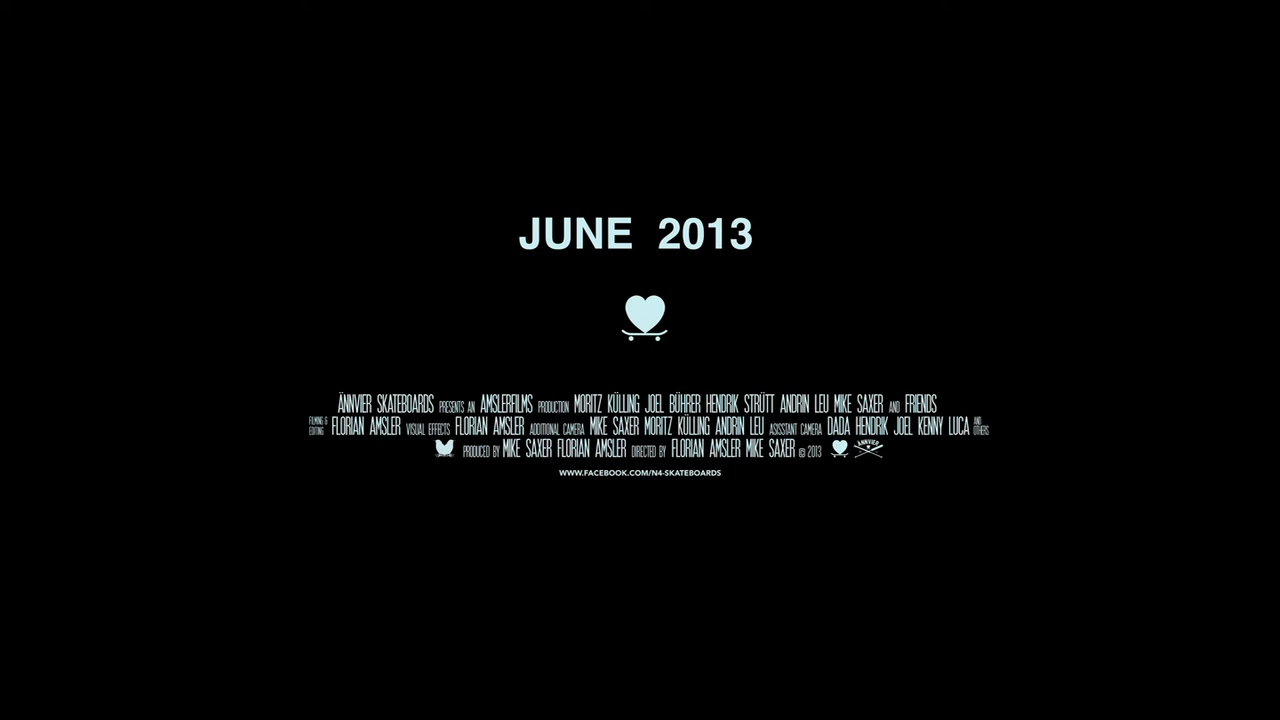 JUNE 2013
ÄNNVIER SKATEBOARDS PRESENTS AN AMSLERFILMS PRODUCTION MORITZ KÜLLING JOEL BÜHRER HENDRIK STRÜTT ANDRIN LEU MIKE SAXER AND FRIENDS
FILMING & EDITING FLORIAN AMSLER VISUAL EFFECTS FLORIAN AMSLER ADDITIONAL CAMERA MIKE SAXER MORITZ KÜLLING ANDRIN LEU ASISSTANT CAMERA DADA HENDRIK JOEL KENNY LUCA AND OTHERS
PRODUCED BY MIKE SAXER FLORIAN AMSLER DIRECTED BY FLORIAN AMSLER MIKE SAXER © 2013 ÄNNVIER
WWW.FACEBOOK.COM/N4-SKATEBOARDS